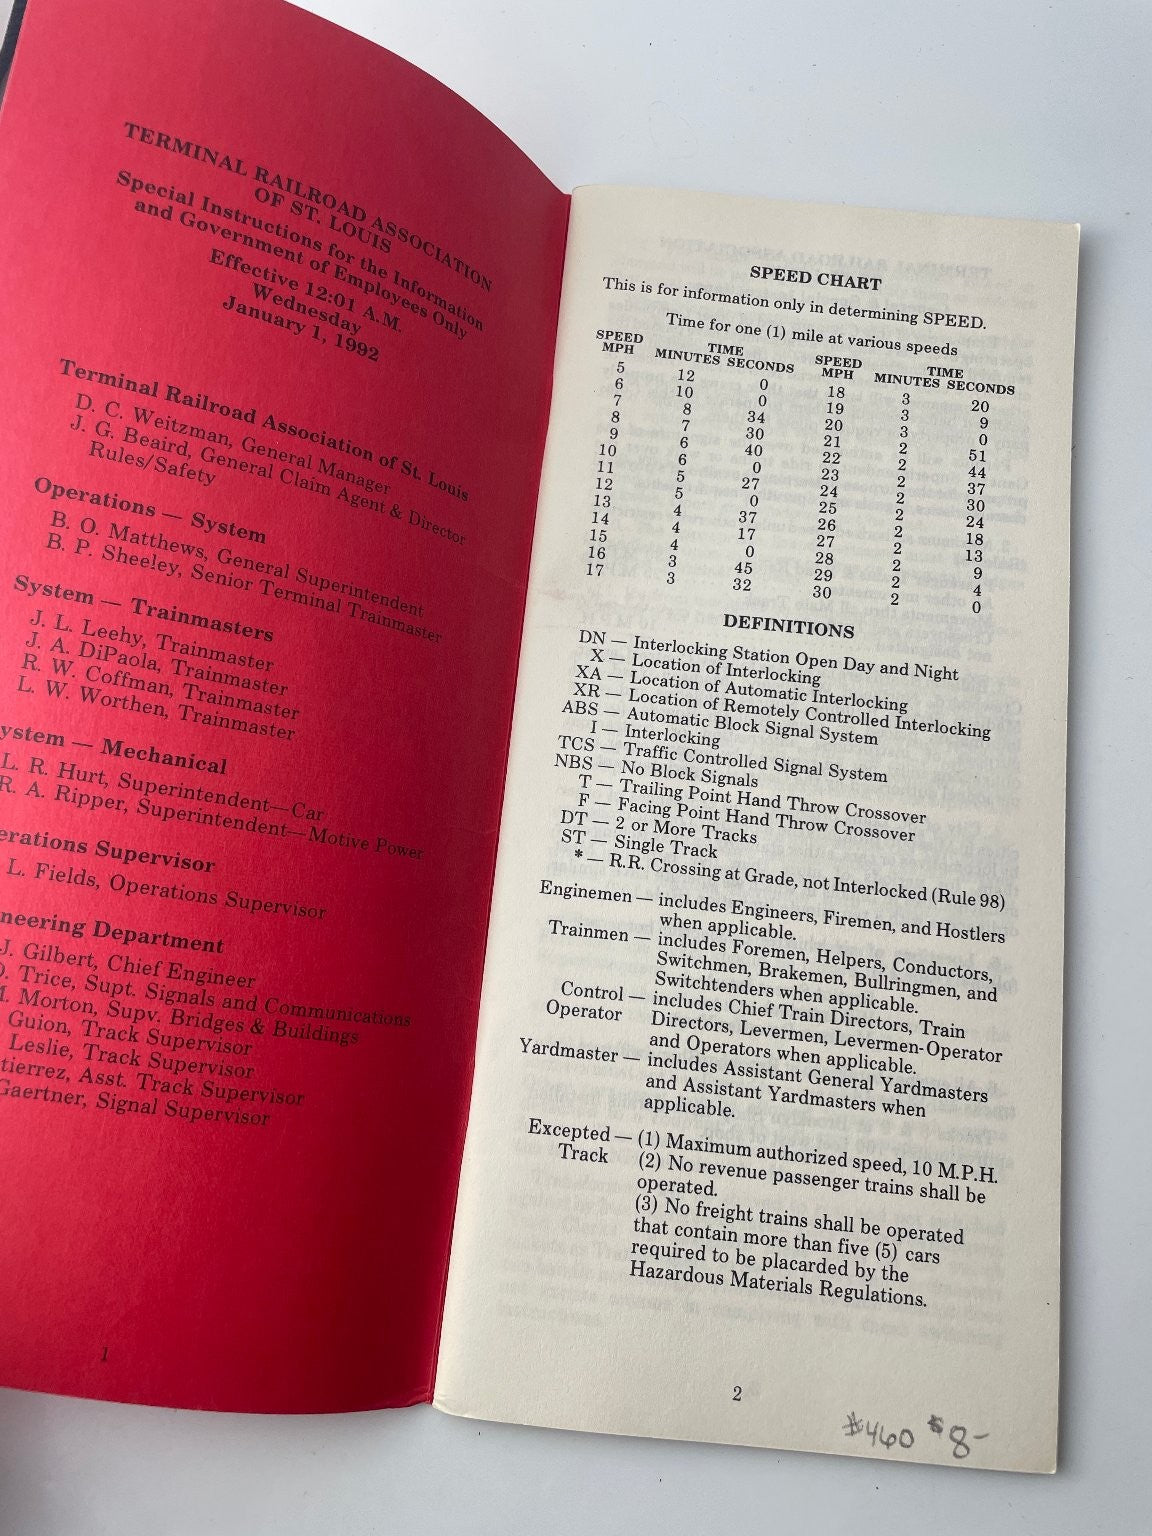 TERMINAL RAILROAD ASSOCIATION
OF ST. LOUIS
Special Instructions for the Information
and Government of Employees Only
Effective 12:01 A.M.
Wednesday
January 1, 1992
Terminal Railroad Association of St. Louis
D. C. Weitzman, General Manager
J. G. Beaird, General Claim Agent & Director
Rules/Safety
Operations — System
B. O. Matthews, General Superintendent
B. P. Sheeley, Senior Terminal Trainmaster
System — Trainmasters
J. L. Leehy, Trainmaster
J. A. DiPaola, Trainmaster
R. W. Coffman, Trainmaster
L. W. Worthen, Trainmaster
ystem — Mechanical
L. R. Hurt, Superintendent—Car
R. A. Ripper, Superintendent—Motive Power
erations Supervisor
L. Fields, Operations Supervisor
neering Department
J. Gilbert, Chief Engineer
Trice, Supt. Signals and Communications
Morton, Supv. Bridges & Buildings
Guion, Track Supervisor
Leslie, Track Supervisor
tierrez, Asst. Track Supervisor
Gaertner, Signal Supervisor
1
SPEED CHART
This is for information only in determining SPEED.
Time for one (1) mile at various speeds
SPEED TIME SPEED TIME
MPH MINUTES SECONDS MPH MINUTES SECONDS
5 12 0 18 3 20
6 10 0 19 3 9
7 8 34 20 3 0
8 7 30 21 2 51
9 6 40 22 2 44
10 6 0 23 2 37
11 5 27 24 2 30
12 5 0 25 2 24
13 4 37 26 2 18
14 4 17 27 2 13
15 4 0 28 2 9
16 3 45 29 2 4
17 3 32 30 2 0
DEFINITIONS
DN — Interlocking Station Open Day and Night
X — Location of Interlocking
XA — Location of Automatic Interlocking
XR — Location of Remotely Controlled Interlocking
ABS — Automatic Block Signal System
I — Interlocking
TCS — Traffic Controlled Signal System
NBS — No Block Signals
T — Trailing Point Hand Throw Crossover
F — Facing Point Hand Throw Crossover
DT — 2 or More Tracks
ST — Single Track
* — R.R. Crossing at Grade, not Interlocked (Rule 98)
Enginemen — includes Engineers, Firemen, and Hostlers
when applicable.
Trainmen — includes Foremen, Helpers, Conductors,
Switchmen, Brakemen, Bullringmen, and
Switchtenders when applicable.
Control — includes Chief Train Directors, Train
Operator Directors, Levermen, Levermen-Operator
and Operators when applicable.
Yardmaster — includes Assistant General Yardmasters
and Assistant Yardmasters when
applicable.
Excepted — (1) Maximum authorized speed, 10 M.P.H.
Track (2) No revenue passenger trains shall be
operated.
(3) No freight trains shall be operated
that contain more than five (5) cars
required to be placarded by the
Hazardous Materials Regulations.
2
#460 $8-